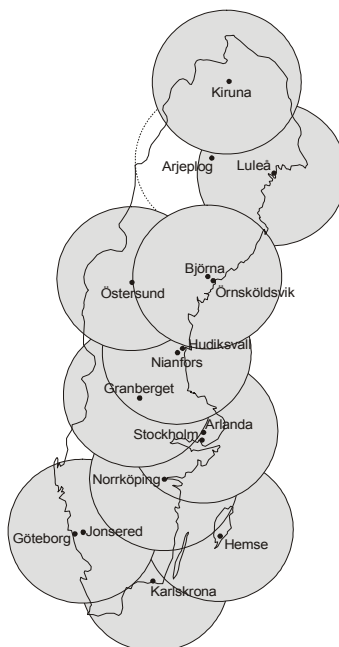 Kiruna
Arjeplog
Luleå
Björna
Östersund
Örnsköldsvik
Hudiksvall
Nianfors
Granberget
Arlanda
Stockholm
Norrköping
Göteborg
Jonsered
Hemse
Karlskrona